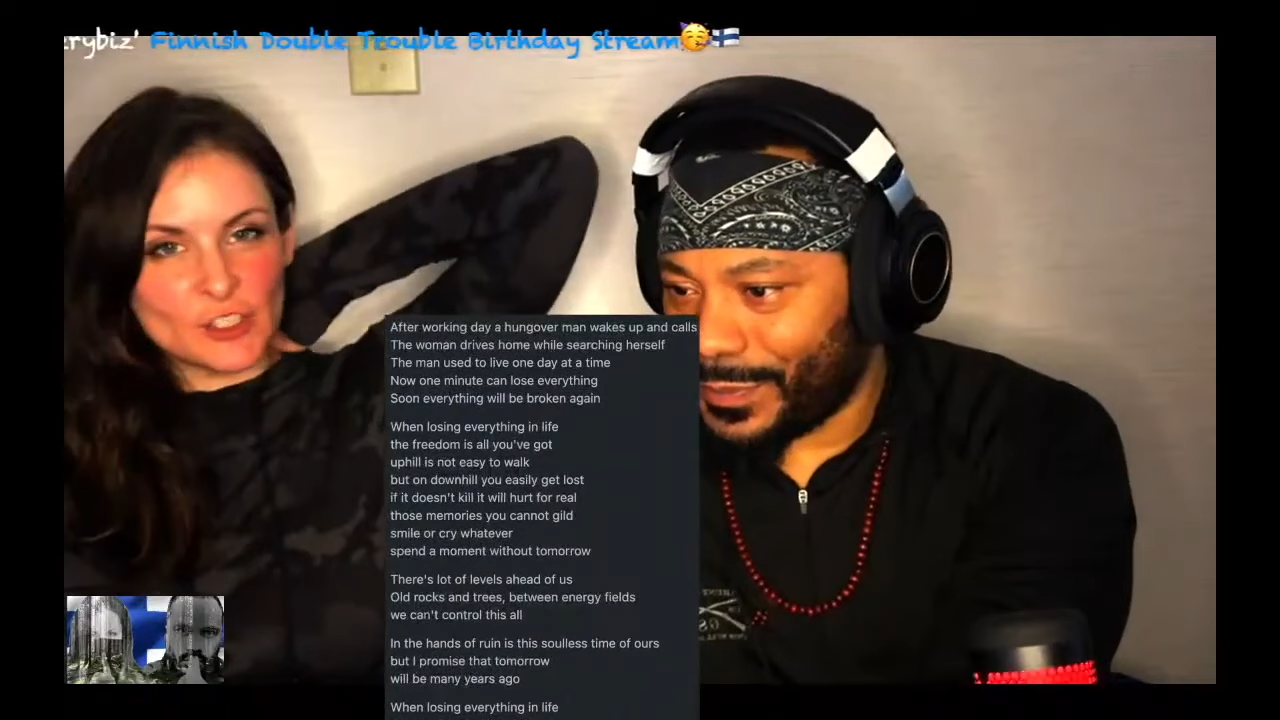 Finnish Double Trouble Birthday Stream🥳🇫🇮
After working day a hungover man wakes up and calls
The woman drives home while searching herself
The man used to live one day at a time
Now one minute can lose everything
Soon everything will be broken again
When losing everything in life
the freedom is all you've got
uphill is not easy to walk
but on downhill you easily get lost
if it doesn't kill it will hurt for real
those memories you cannot gild
smile or cry whatever
spend a moment without tomorrow
There's lot of levels ahead of us
Old rocks and trees, between energy fields
we can't control this all
In the hands of ruin is this soulless time of ours
but I promise that tomorrow
will be many years ago
When losing everything in life